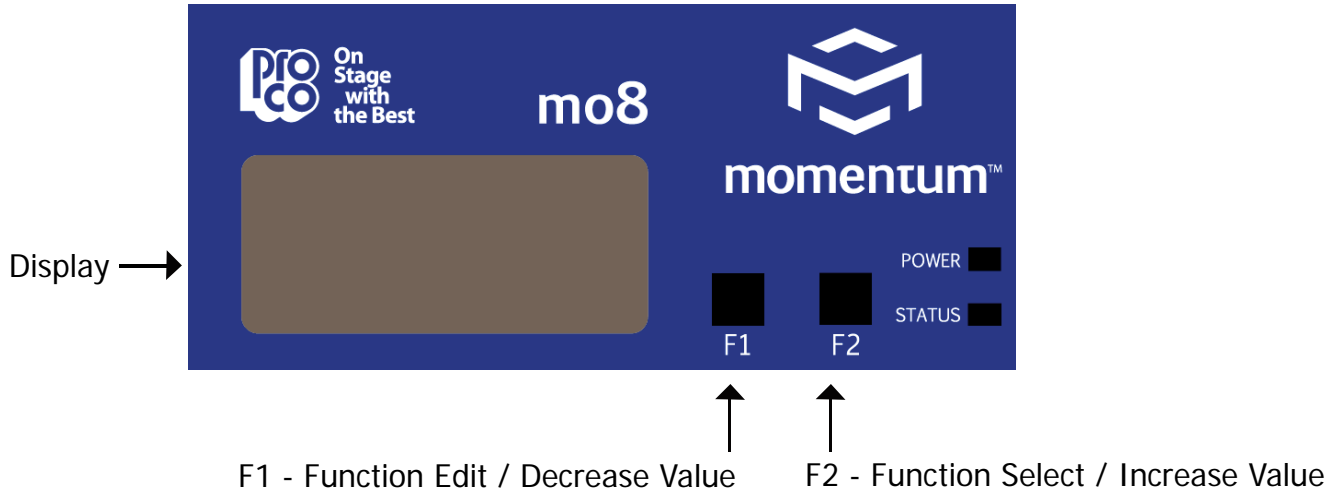 pro
co
On
Stage
with
the Best
mo8
momentum™
Display
POWER
STATUS
F1
F2
F1 - Function Edit / Decrease Value
F2 - Function Select / Increase Value